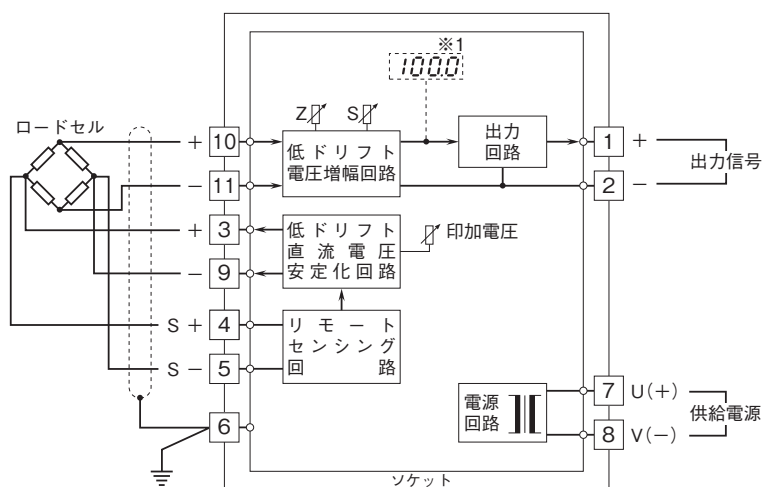 ※1
100.0
Z
S
ロードセル
+
10
低ドリフト
電圧増幅回路
出力
回路
1
+
出力信号
−
11
2
−
+
3
低ドリフト
直流電圧
安定化回路
印加電圧
−
9
S +
4
リモート
センシング
回路
S −
5
電源
回路
7
U(+)
供給電源
8
V(−)
6
ソケット